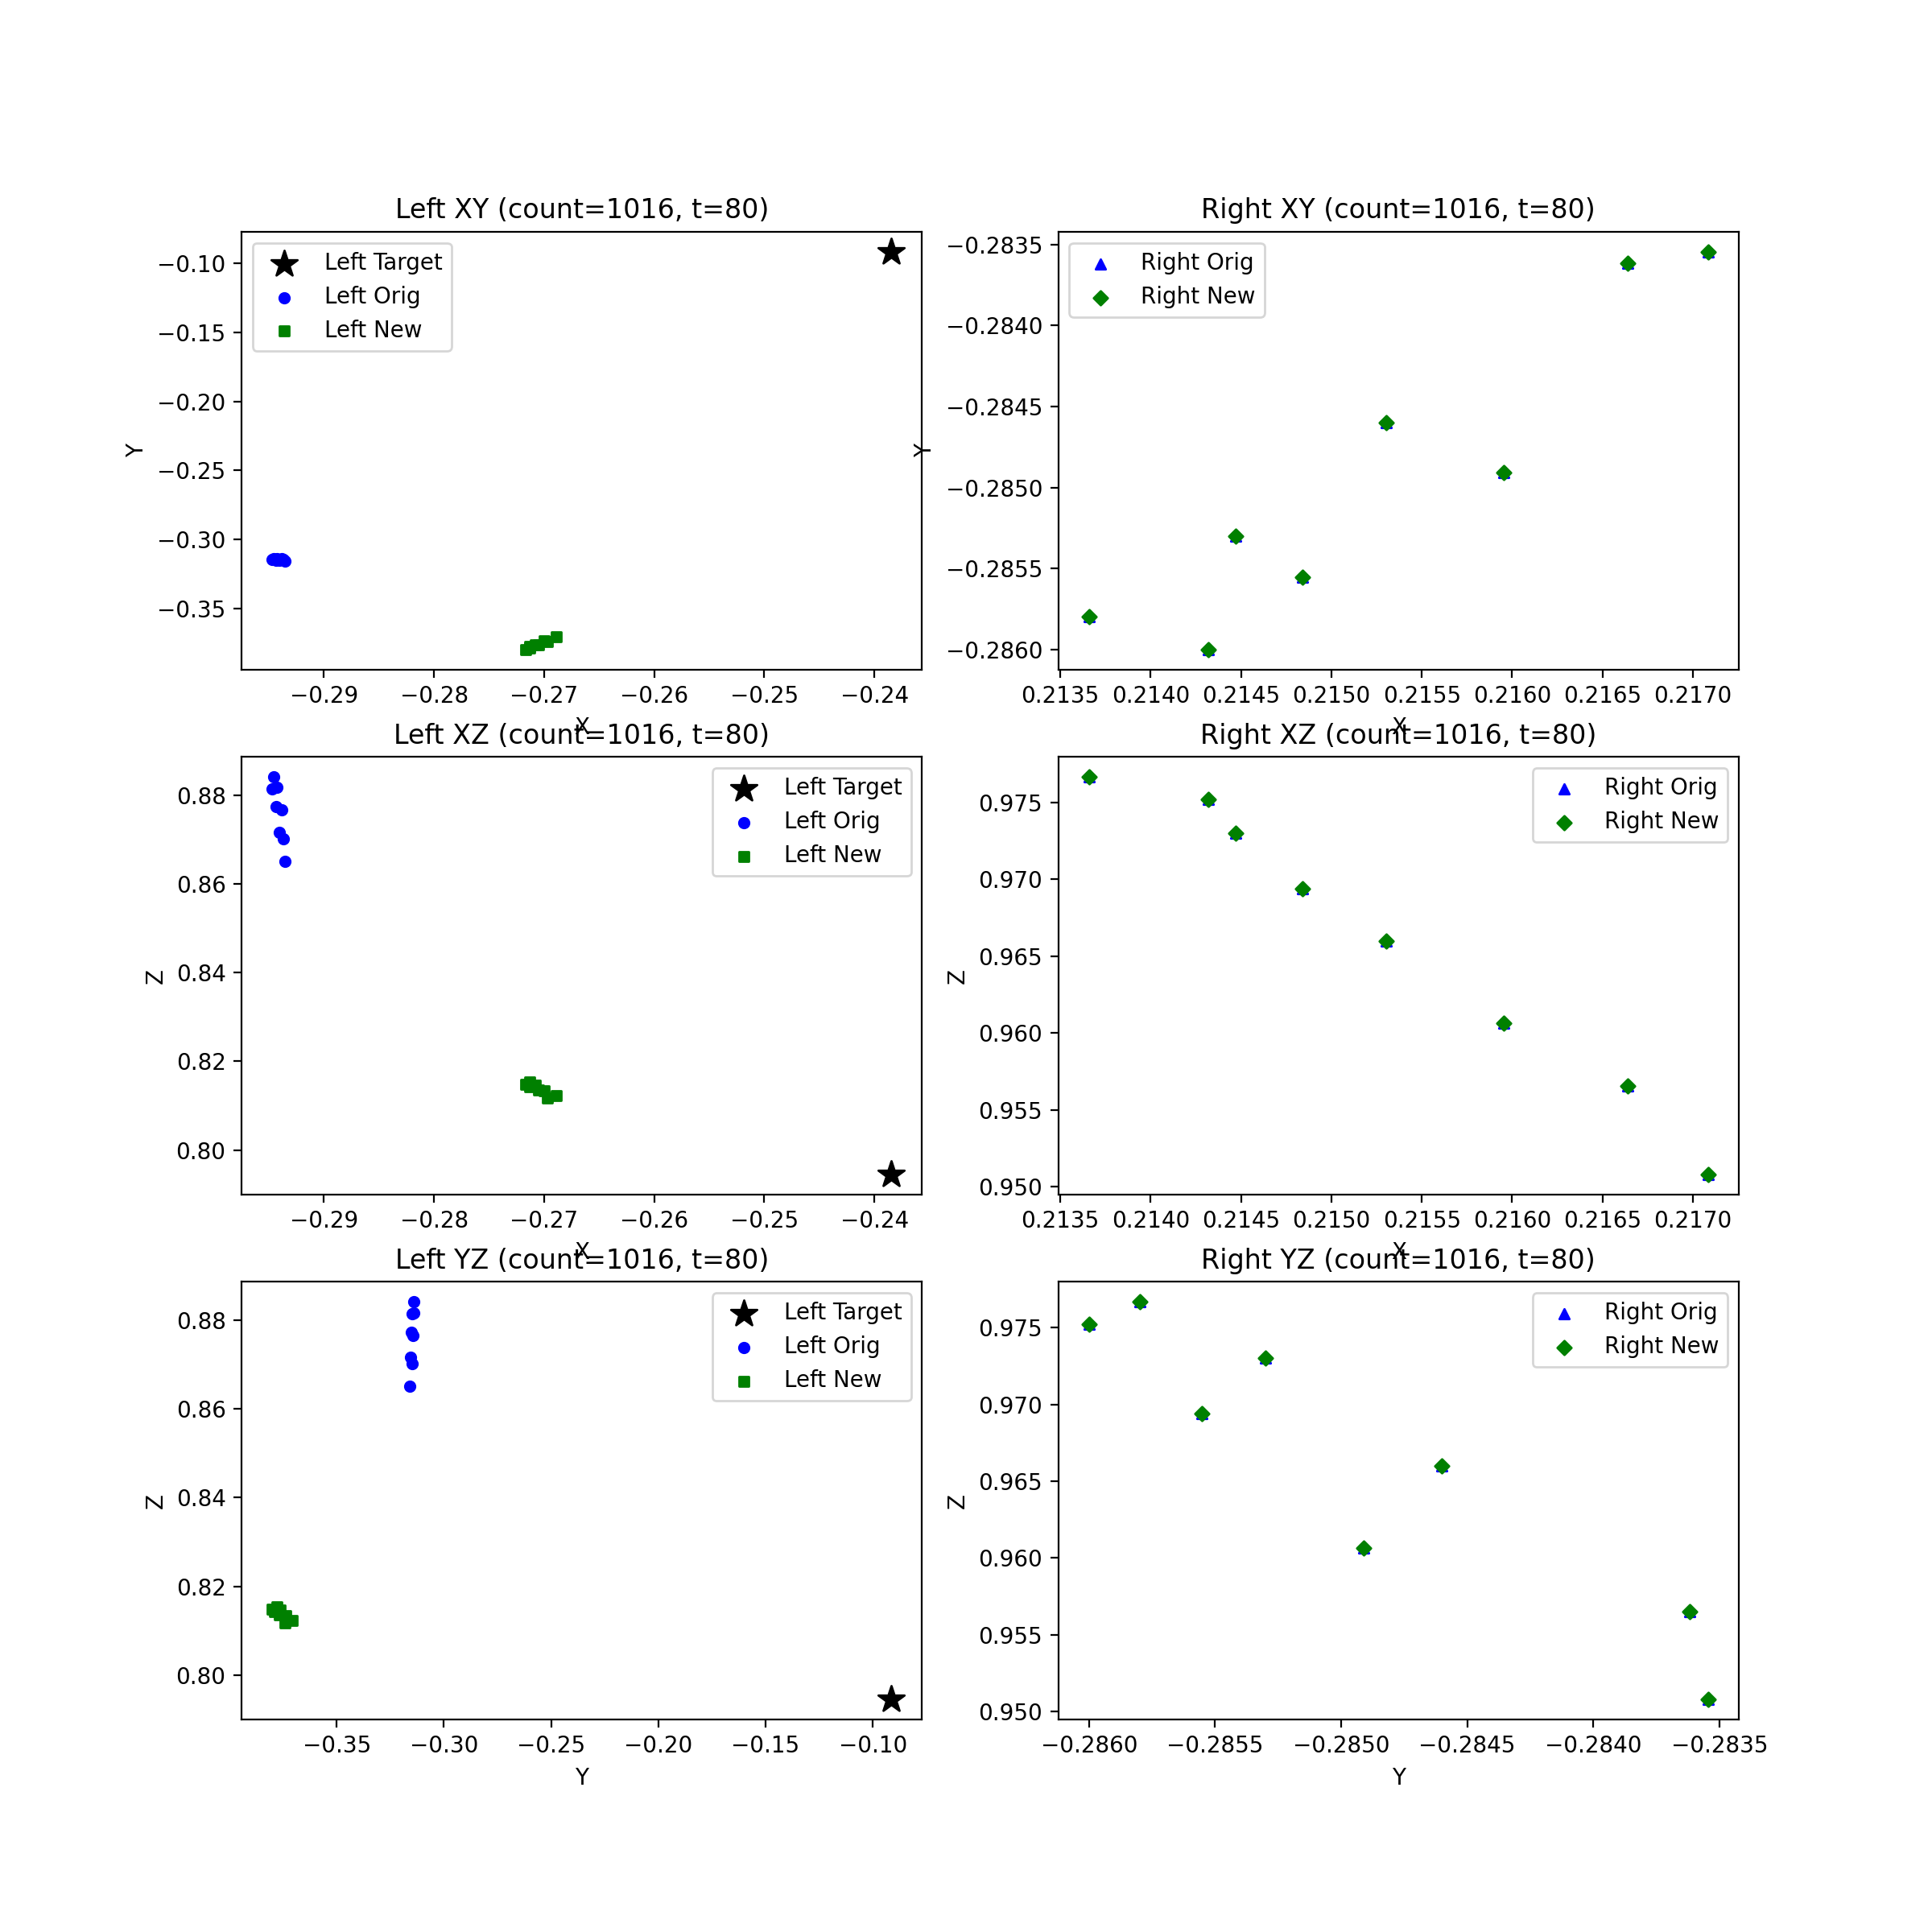 Left XY (count=1016, t=80)
Left Target
Left Orig
Left New
−0.10
−0.15
−0.20
−0.25
−0.30
−0.35
Y
−0.29 −0.28 −0.27 −0.26 −0.25 −0.24
X
Right XY (count=1016, t=80)
Right Orig
Right New
−0.2835
−0.2840
−0.2845
−0.2850
−0.2855
−0.2860
Y
0.2135 0.2140 0.2145 0.2150 0.2155 0.2160 0.2165 0.2170
X
Left XZ (count=1016, t=80)
Left Target
Left Orig
Left New
0.88
0.86
0.84
0.82
0.80
Z
−0.29 −0.28 −0.27 −0.26 −0.25 −0.24
X
Right XZ (count=1016, t=80)
Right Orig
Right New
0.975
0.970
0.965
0.960
0.955
0.950
Z
0.2135 0.2140 0.2145 0.2150 0.2155 0.2160 0.2165 0.2170
X
Left YZ (count=1016, t=80)
Left Target
Left Orig
Left New
0.88
0.86
0.84
0.82
0.80
Z
−0.35 −0.30 −0.25 −0.20 −0.15 −0.10
Y
Right YZ (count=1016, t=80)
Right Orig
Right New
0.975
0.970
0.965
0.960
0.955
0.950
Z
−0.2860 −0.2855 −0.2850 −0.2845 −0.2840 −0.2835
Y